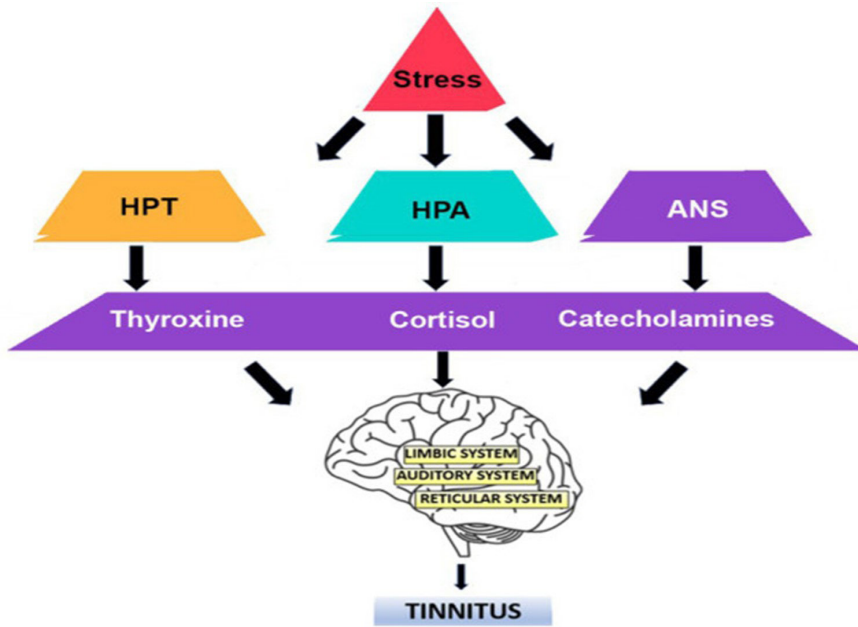 Stress
HPT HPA ANS
Thyroxine Cortisol Catecholamines
LIMBIC SYSTEM
AUDITORY SYSTEM
RETICULAR SYSTEM
TINNITUS